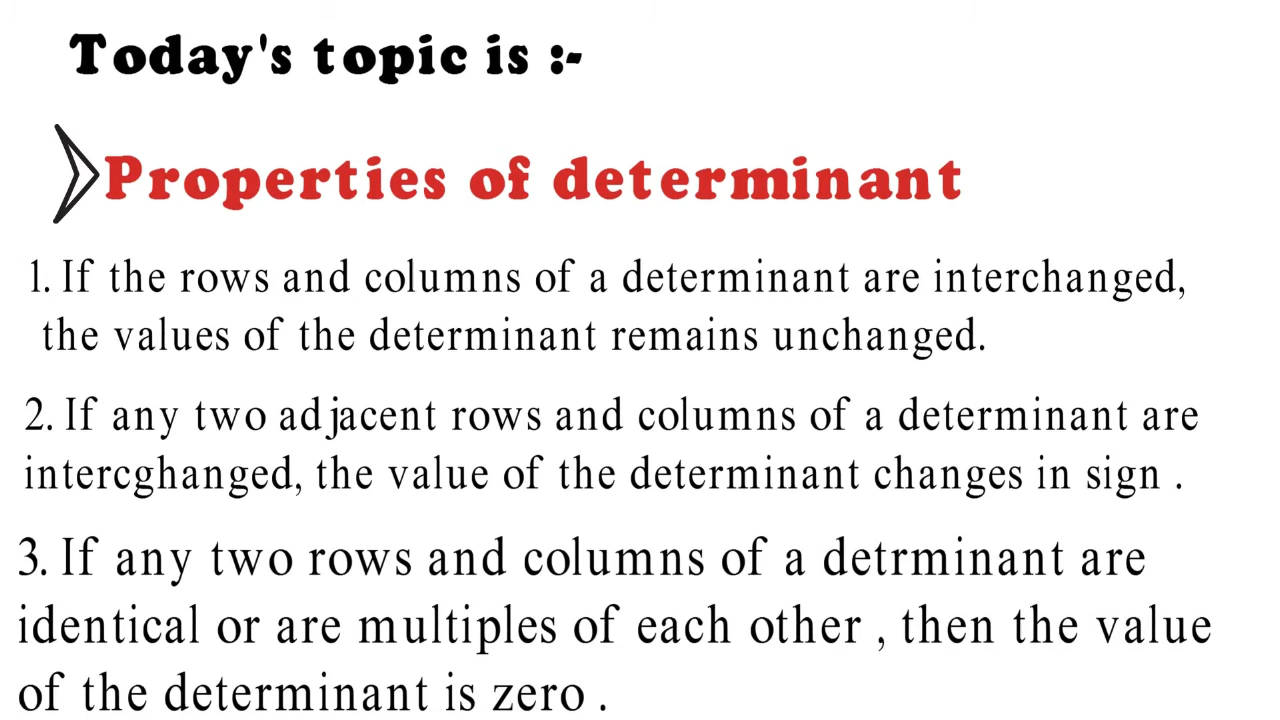 Today's topic is :-
Properties of determinant
1. If the rows and columns of a determinant are interchanged,
the values of the determinant remains unchanged.
2. If any two adjacent rows and columns of a determinant are
intercghanged, the value of the determinant changes in sign .
3. If any two rows and columns of a detrminant are
identical or are multiples of each other , then the value
of the determinant is zero .